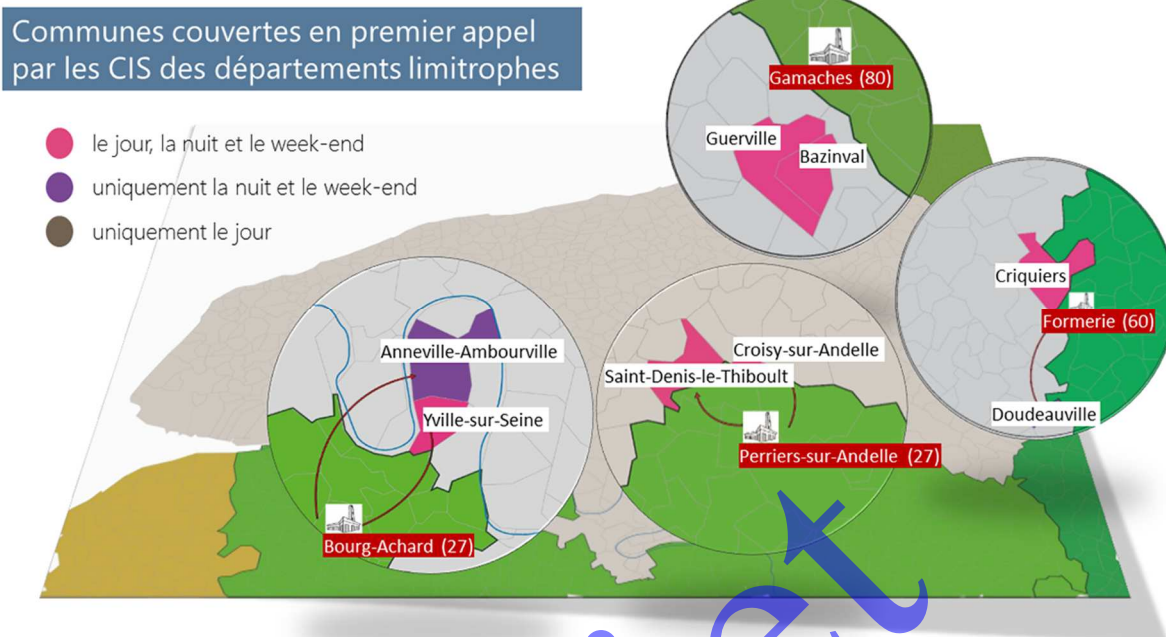 Communes couvertes en premier appel
par les CIS des départements limitrophes
le jour, la nuit et le week-end
uniquement la nuit et le week-end
uniquement le jour
Gamaches (80)
Guerville
Bazinval
Criquiers
Formerie (60)
Doudeauville
Anneville-Ambourville
Yville-sur-Seine
Bourg-Achard (27)
Croisy-sur-Andelle
Saint-Denis-le-Thiboult
Perriers-sur-Andelle (27)